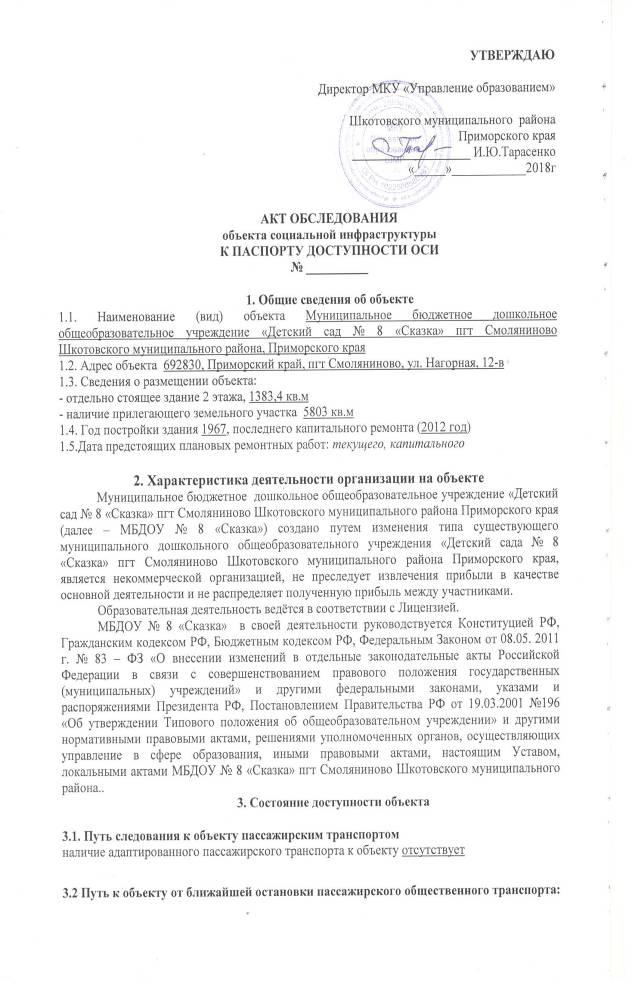 УТВЕРЖДАЮ
Директор МКУ «Управление образованием»
Шкотовского муниципального района
Приморского края
____________________ И.Ю.Тарасенко
«_____»____________2018г
АКТ ОБСЛЕДОВАНИЯ
объекта социальной инфраструктуры
К ПАСПОРТУ ДОСТУПНОСТИ ОСИ
№ __________
1. Общие сведения об объекте
1.1. Наименование (вид) объекта Муниципальное бюджетное дошкольное
общеобразовательное учреждение «Детский сад № 8 «Сказка» пгт Смоляниново
Шкотовского муниципального района, Приморского края
1.2. Адрес объекта 692830, Приморский край, пгт Смоляниново, ул. Нагорная, 12-в
1.3. Сведения о размещении объекта:
- отдельно стоящее здание 2 этажа, 1383,4 кв.м
- наличие прилегающего земельного участка 5803 кв.м
1.4. Год постройки здания 1967, последнего капитального ремонта (2012 год)
1.5.Дата предстоящих плановых ремонтных работ: текущего, капитального
2. Характеристика деятельности организации на объекте
Муниципальное бюджетное дошкольное общеобразовательное учреждение «Детский
сад № 8 «Сказка» пгт Смоляниново Шкотовского муниципального района Приморского края
(далее – МБДОУ № 8 «Сказка») создано путем изменения типа существующего
муниципального дошкольного общеобразовательного учреждения «Детский сада № 8
«Сказка» пгт Смоляниново Шкотовского муниципального района Приморского края,
является некоммерческой организацией, не преследует извлечения прибыли в качестве
основной деятельности и не распределяет полученную прибыль между участниками.
Образовательная деятельность ведётся в соответствии с Лицензией.
МБДОУ № 8 «Сказка» в своей деятельности руководствуется Конституцией РФ,
Гражданским кодексом РФ, Бюджетным кодексом РФ, Федеральным Законом от 08.05. 2011
г. № 83 – ФЗ «О внесении изменений в отдельные законодательные акты Российской
Федерации в связи с совершенствованием правового положения государственных
(муниципальных) учреждений» и другими федеральными законами, указами и
распоряжениями Президента РФ, Постановлением Правительства РФ от 19.03.2001 №196
«Об утверждении Типового положения об общеобразовательном учреждении» и другими
нормативными правовыми актами, решениями уполномоченных органов, осуществляющих
управление в сфере образования, иными правовыми актами, настоящим Уставом,
локальными актами МБДОУ № 8 «Сказка» пгт Смоляниново Шкотовского муниципального
района..
3. Состояние доступности объекта
3.1. Путь следования к объекту пассажирским транспортом
наличие адаптированного пассажирского транспорта к объекту отсутствует
3.2 Путь к объекту от ближайшей остановки пассажирского общественного транспорта: